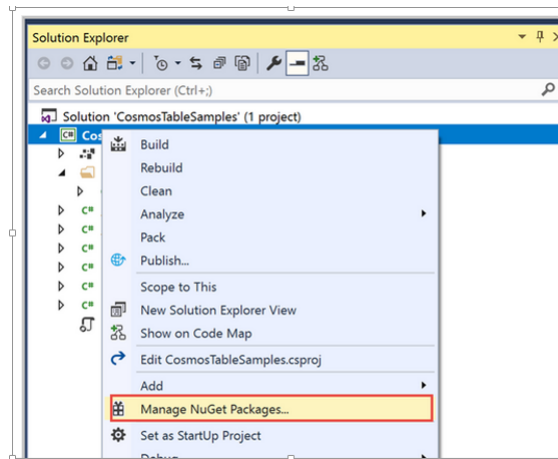 Solution Explorer
Search Solution Explorer (Ctrl+;)
Solution 'CosmosTableSamples' (1 project)
C# Cos
Build
Rebuild
Clean
Analyze
C#
Pack
C#
Publish...
C#
Scope to This
C#
New Solution Explorer View
C#
Show on Code Map
Edit CosmosTableSamples.csproj
Add
Manage NuGet Packages...
Set as StartUp Project
Debug